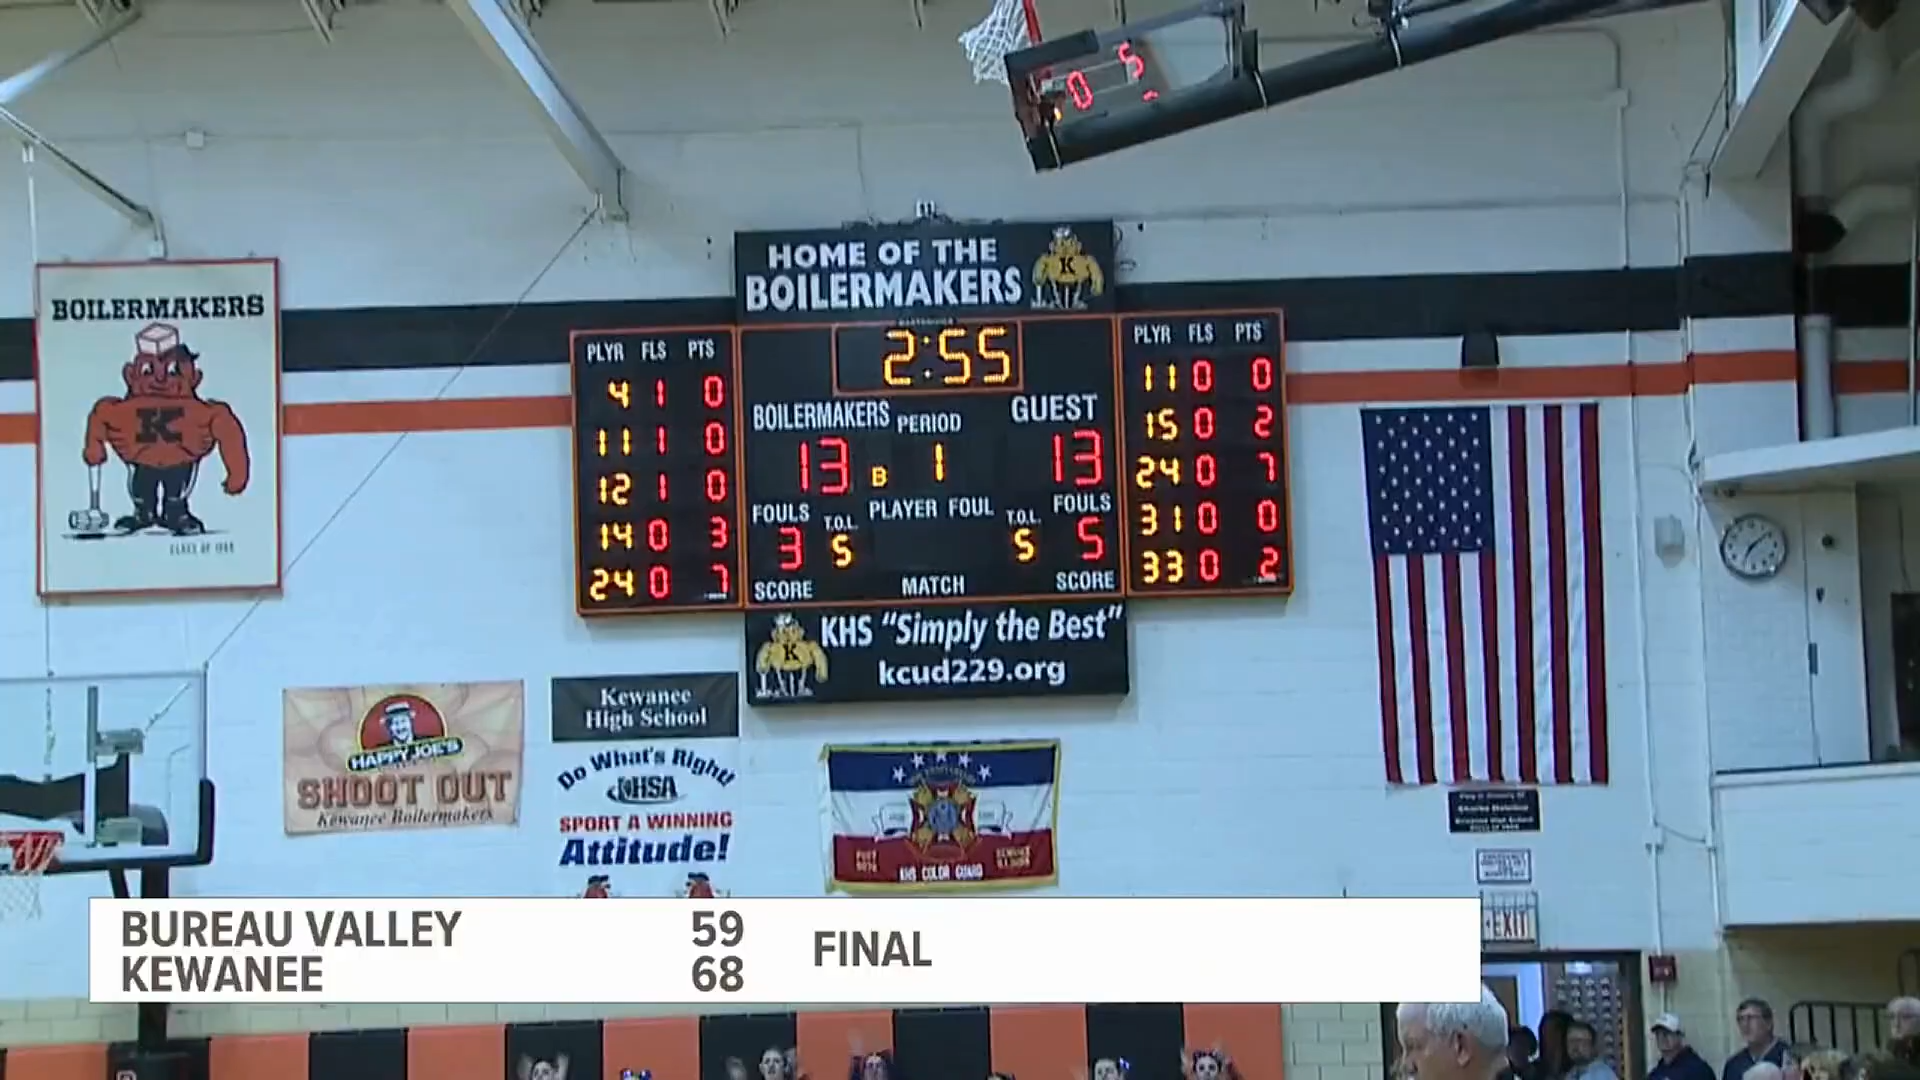 0 5
HOME OF THE
BOILERMAKERS
K
BOILERMAKERS
K
PLYR FLS PTS
4 1 0
11 1 0
12 1 0
14 0 3
24 0 7
2:55
BOILERMAKERS PERIOD GUEST
13 B 1 13
FOULS T.O.L. PLAYER FOUL T.O.L. FOULS
3 5 5 5
SCORE MATCH SCORE
PLYR FLS PTS
11 0 0
15 0 2
24 0 7
31 0 0
33 0 2
K
KHS "Simply the Best"
kcud229.org
HAPPY JOE'S
SHOOT OUT
Kewanee Boilermakers
Kewanee
High School
Do What's Right!
IHSA
SPORT A WINNING
Attitude!
KHS COLOR GUARD
EXIT
BUREAU VALLEY 59
KEWANEE 68
FINAL